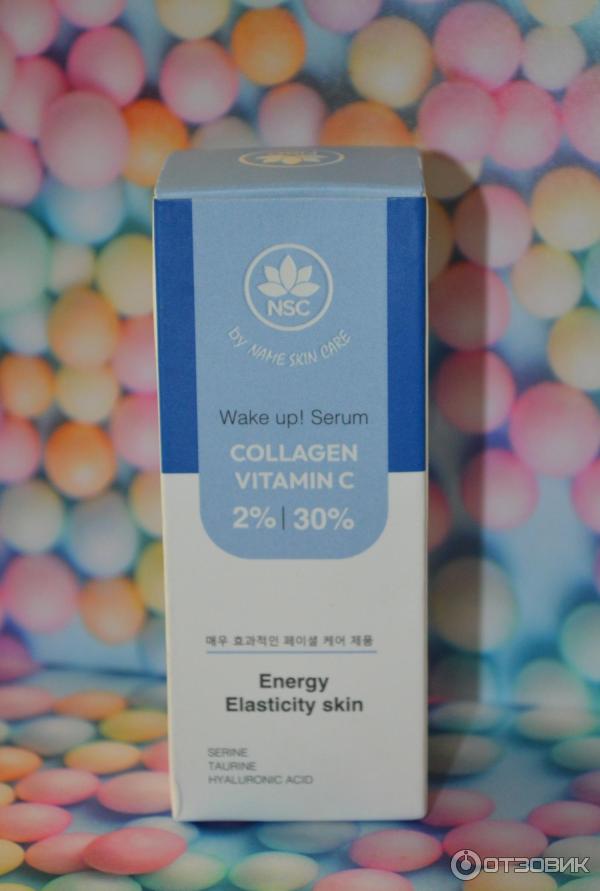 NSC
by NAME SKIN CARE
Wake up! Serum
COLLAGEN
VITAMIN C
2% | 30%
매우 효과적인 페이셜 케어 제품
Energy
Elasticity skin
SERINE
TAURINE
HYALURONIC ACID
ОТЗОВИК